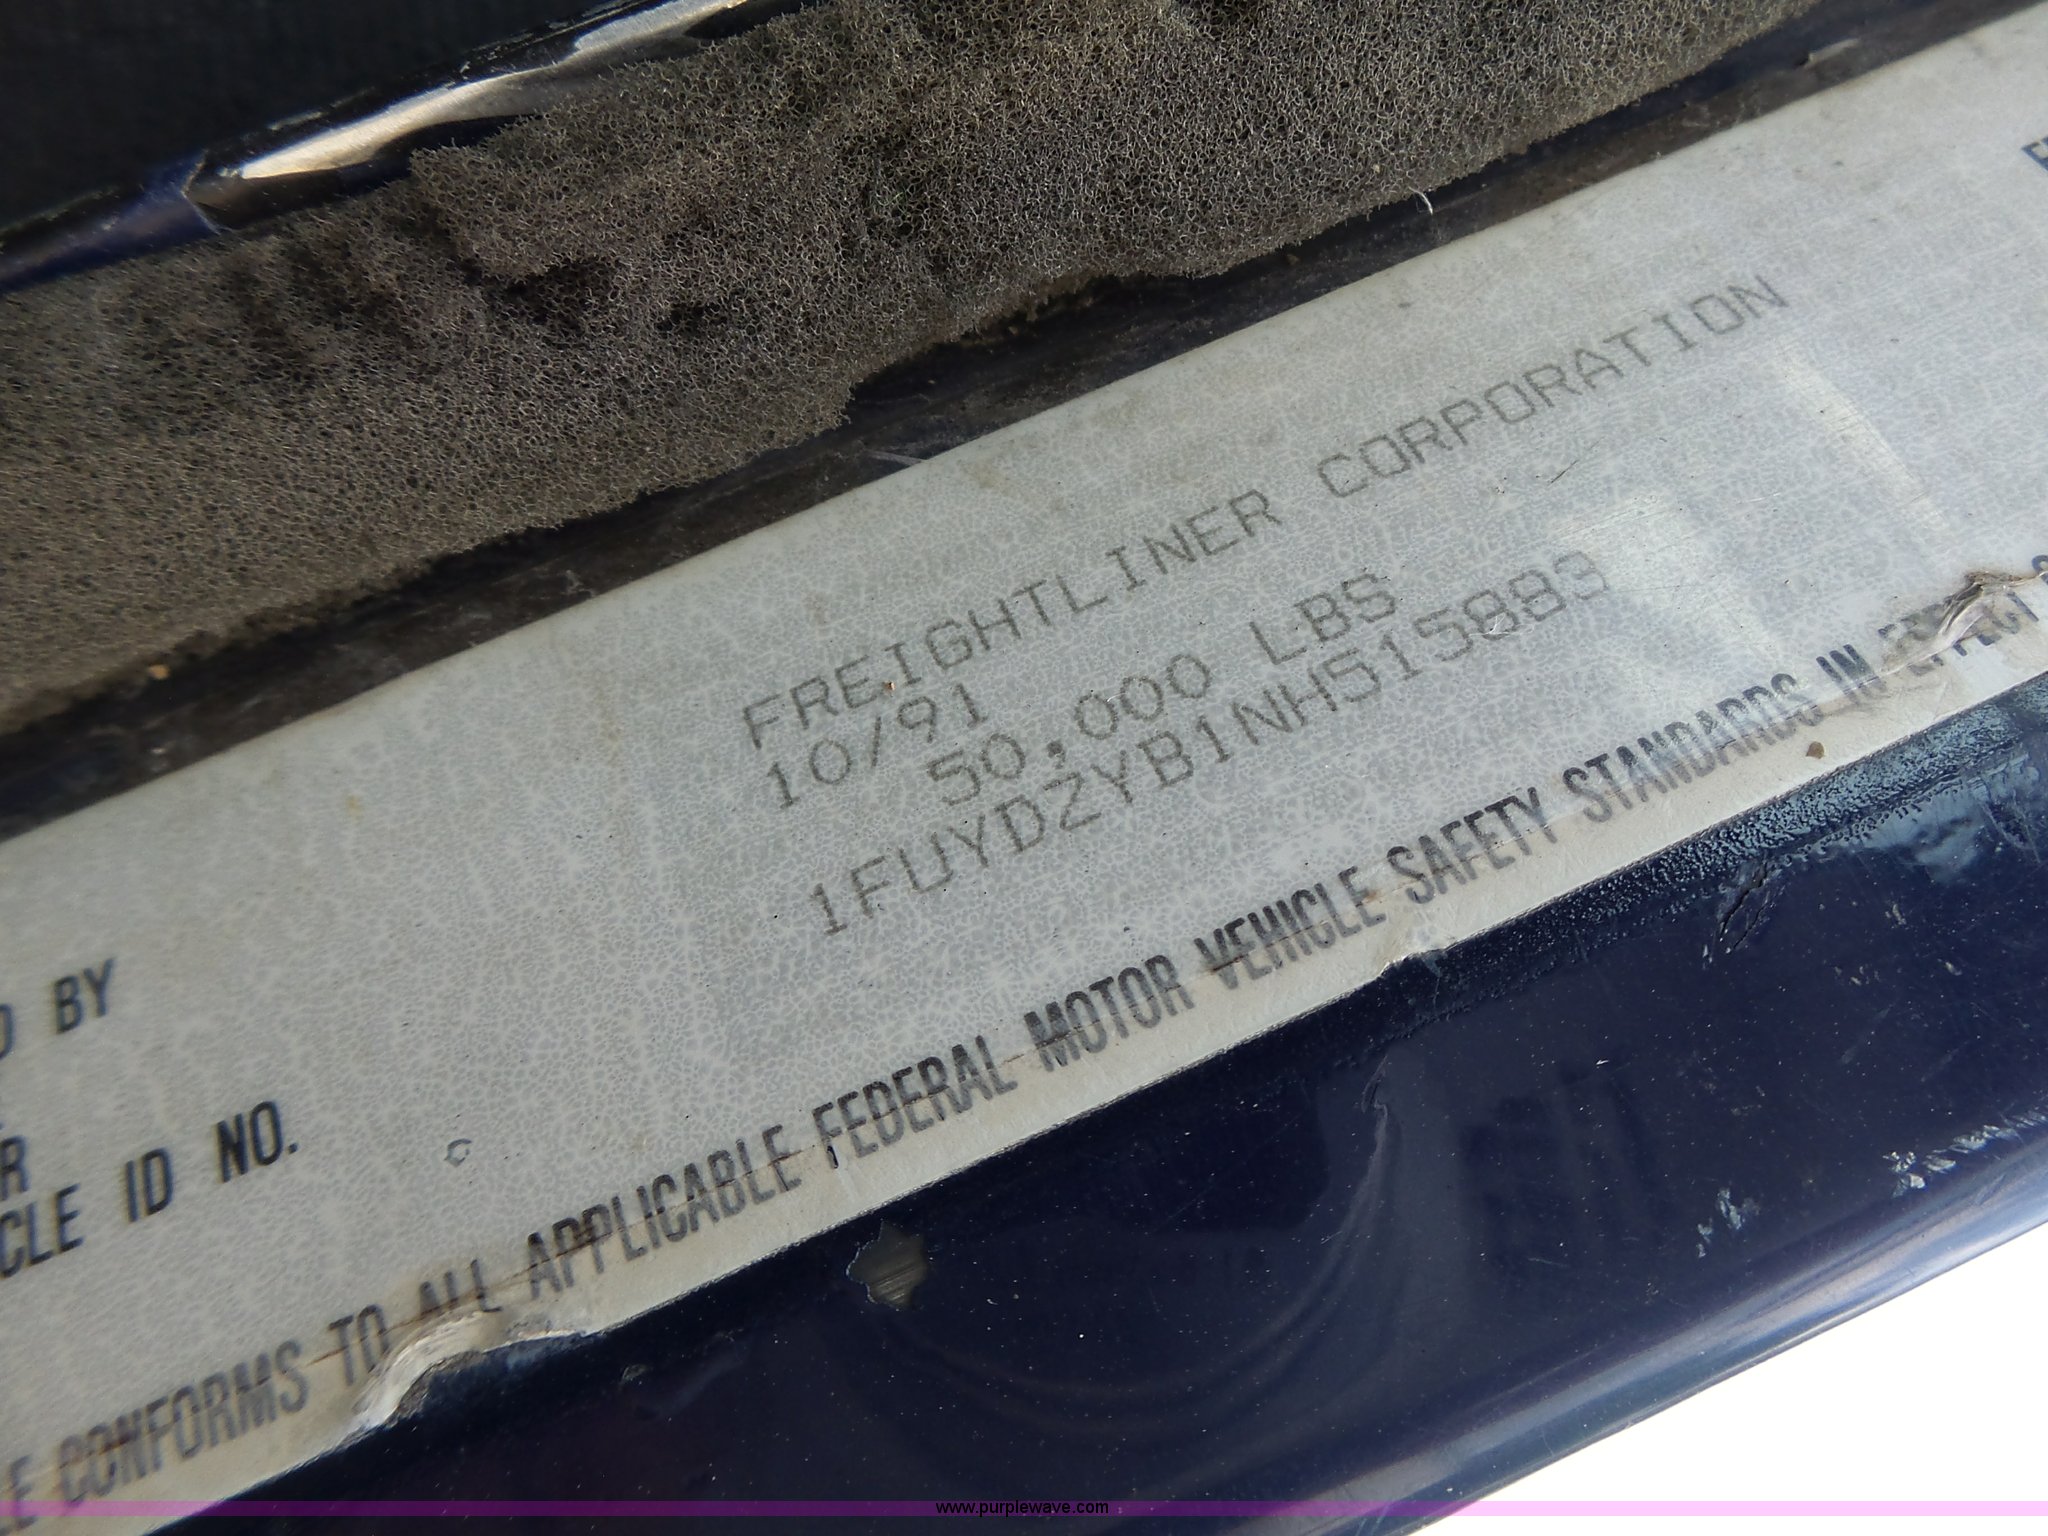 FREIGHTLINER CORPORATION
10/91
50,000 LBS
1FUYDZYB1NH515883
D BY
R
CLE ID NO.
E CONFORMS TO ALL APPLICABLE FEDERAL MOTOR VEHICLE SAFETY STANDARDS IN EFFECT
www.purplewave.com